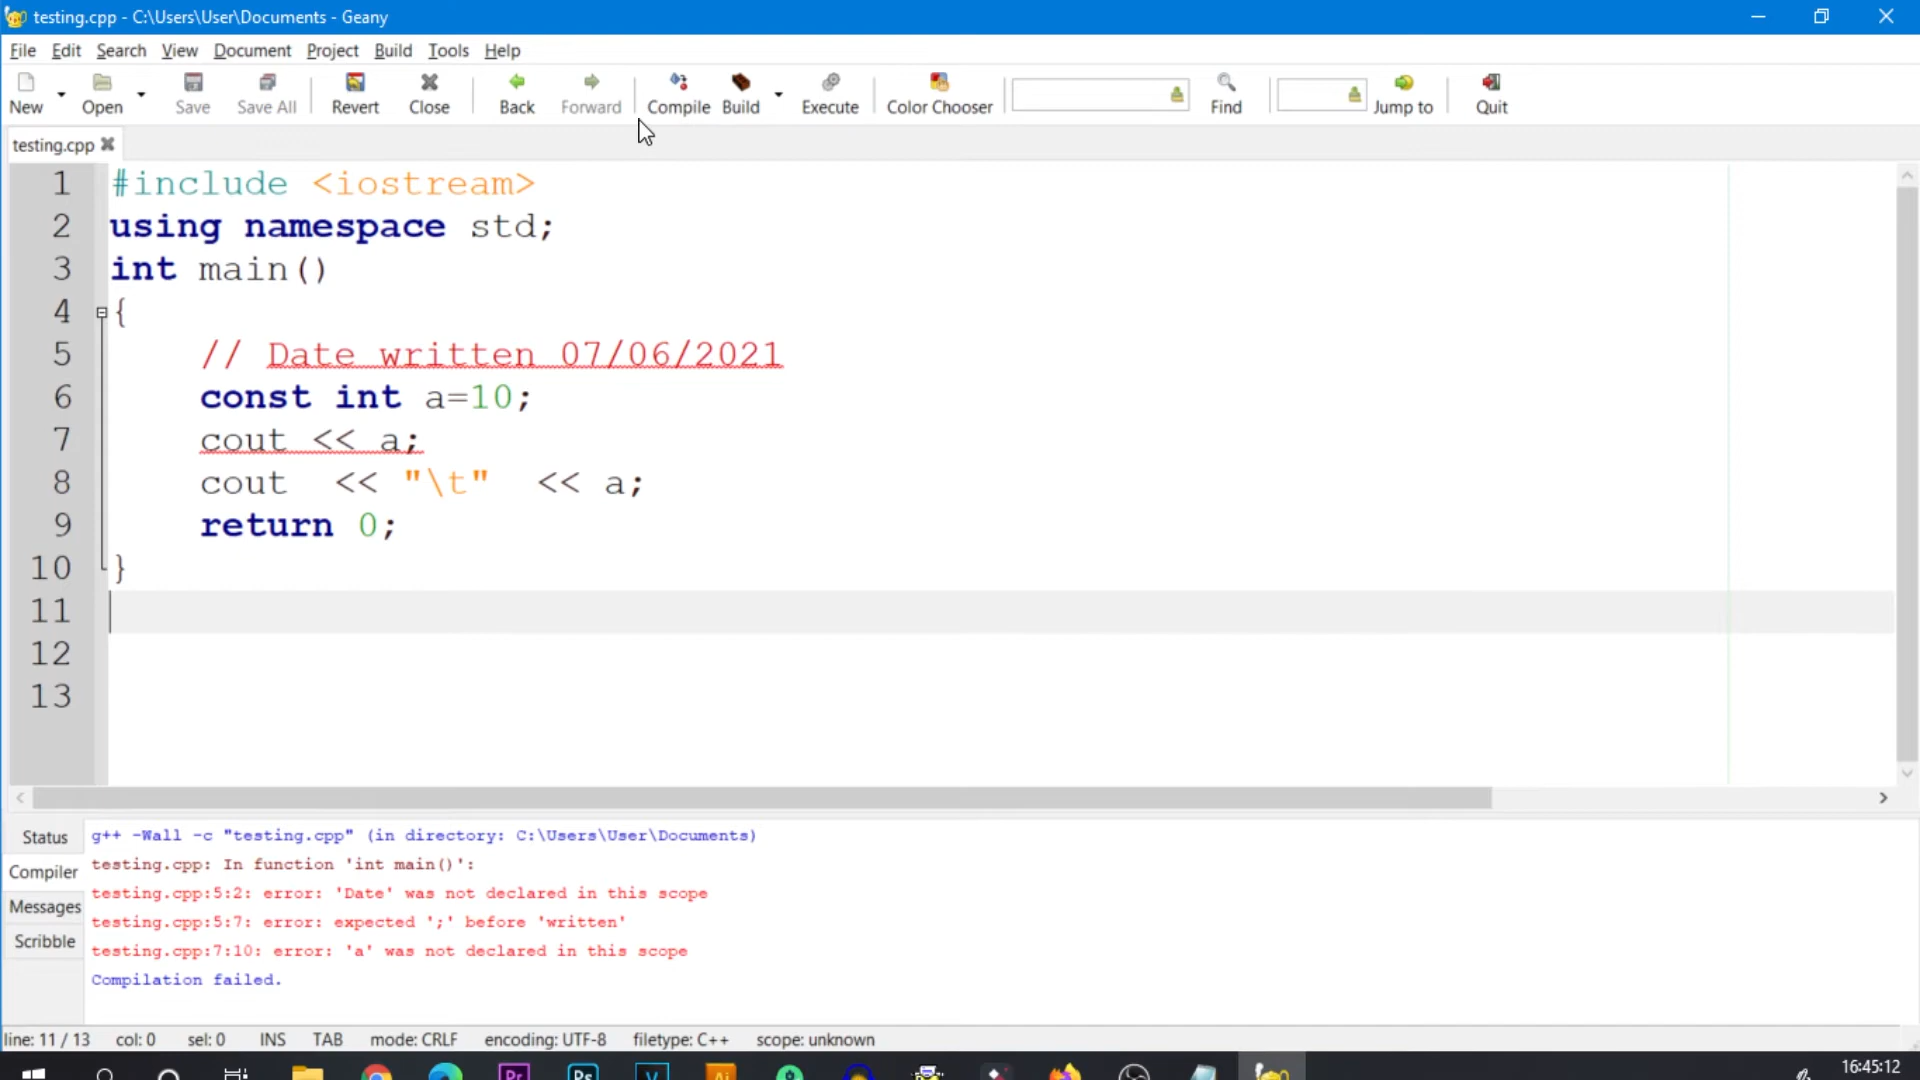 testing.cpp - C:\Users\User\Documents - Geany
File Edit Search View Document Project Build Tools Help
New Open Save Save All Revert Close Back Forward Compile Build Execute Color Chooser Find Jump to Quit
testing.cpp
1 #include <iostream>
2 using namespace std;
3 int main()
4 {
5 // Date written 07/06/2021
6 const int a=10;
7 cout << a;
8 cout  << "\t"  << a;
9 return 0;
10 }
11
12
13
Status
Compiler
Messages
Scribble
g++ -Wall -c "testing.cpp" (in directory: C:\Users\User\Documents)
testing.cpp: In function 'int main()':
testing.cpp:5:2: error: 'Date' was not declared in this scope
testing.cpp:5:7: error: expected ';' before 'written'
testing.cpp:7:10: error: 'a' was not declared in this scope
Compilation failed.
line: 11 / 13 col: 0 sel: 0 INS TAB mode: CRLF encoding: UTF-8 filetype: C++ scope: unknown
Pr Ps V Ai
16:45:12